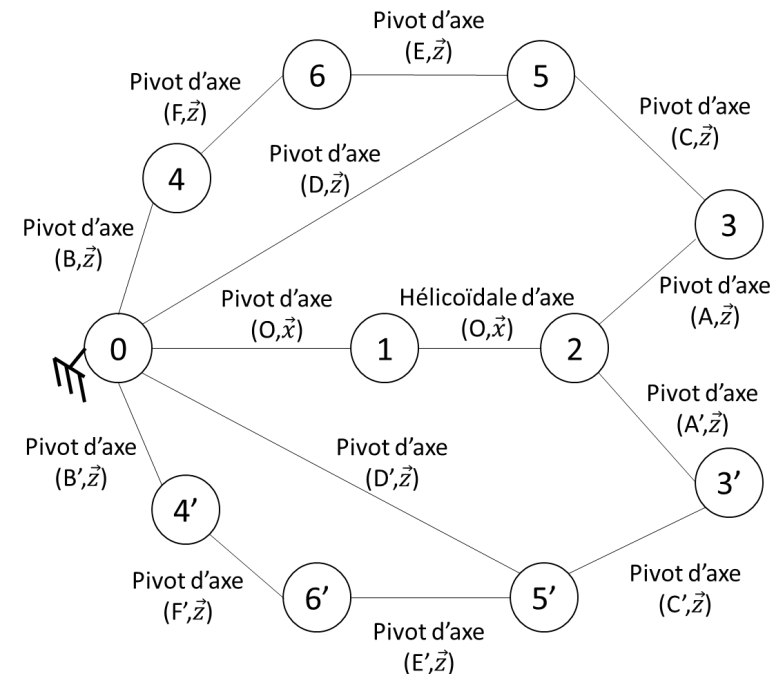 Pivot d'axe
(E,z⃗)
6
5
Pivot d'axe
(F,z⃗)
Pivot d'axe
(C,z⃗)
Pivot d'axe
(D,z⃗)
4
3
Pivot d'axe
(B,z⃗)
Pivot d'axe
(A,z⃗)
Pivot d'axe
(O,x⃗)
Hélicoïdale d'axe
(O,x⃗)
0
1
2
Pivot d'axe
(A',z⃗)
Pivot d'axe
(B',z⃗)
Pivot d'axe
(D',z⃗)
3'
4'
Pivot d'axe
(F',z⃗)
Pivot d'axe
(C',z⃗)
6'
5'
Pivot d'axe
(E',z⃗)